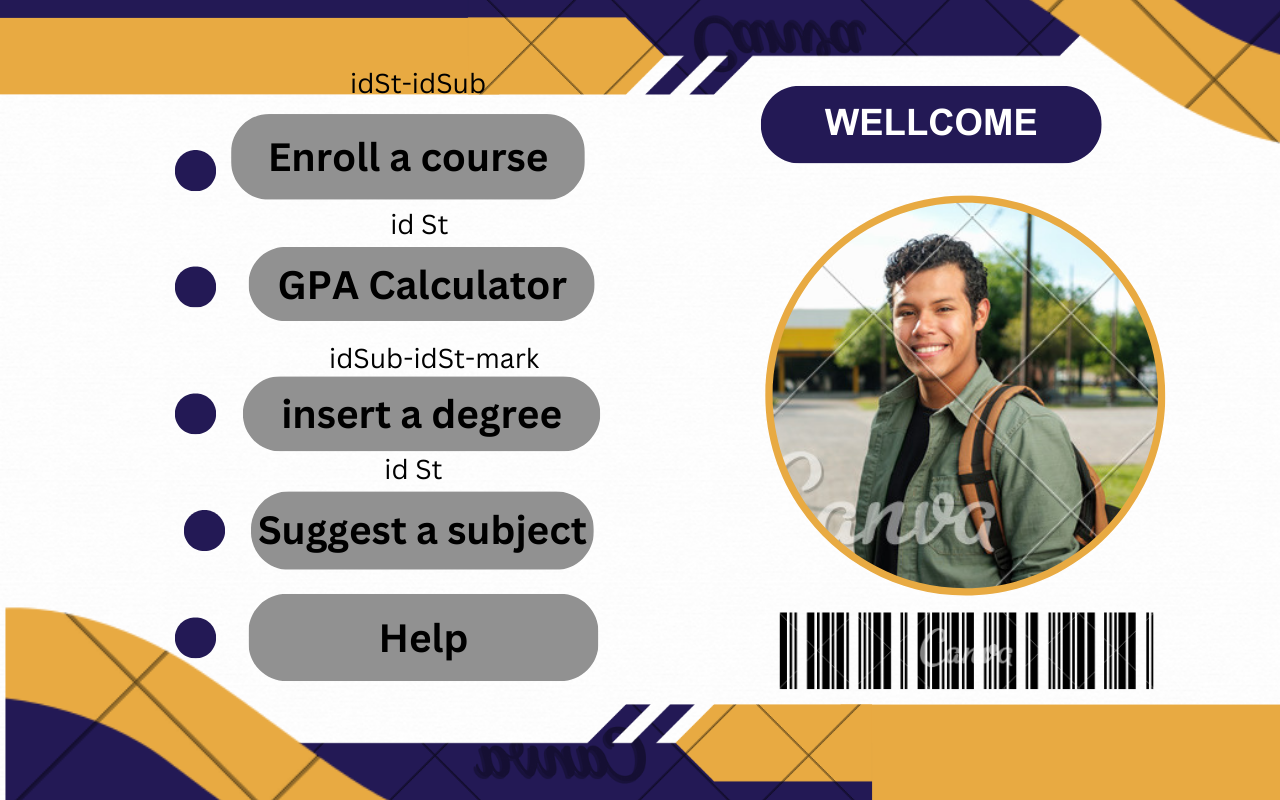 idSt-idSub
Enroll a course
id St
GPA Calculator
idSub-idSt-mark
insert a degree
id St
Suggest a subject
Help
WELLCOME
Canva
Canva
Canva
Canva